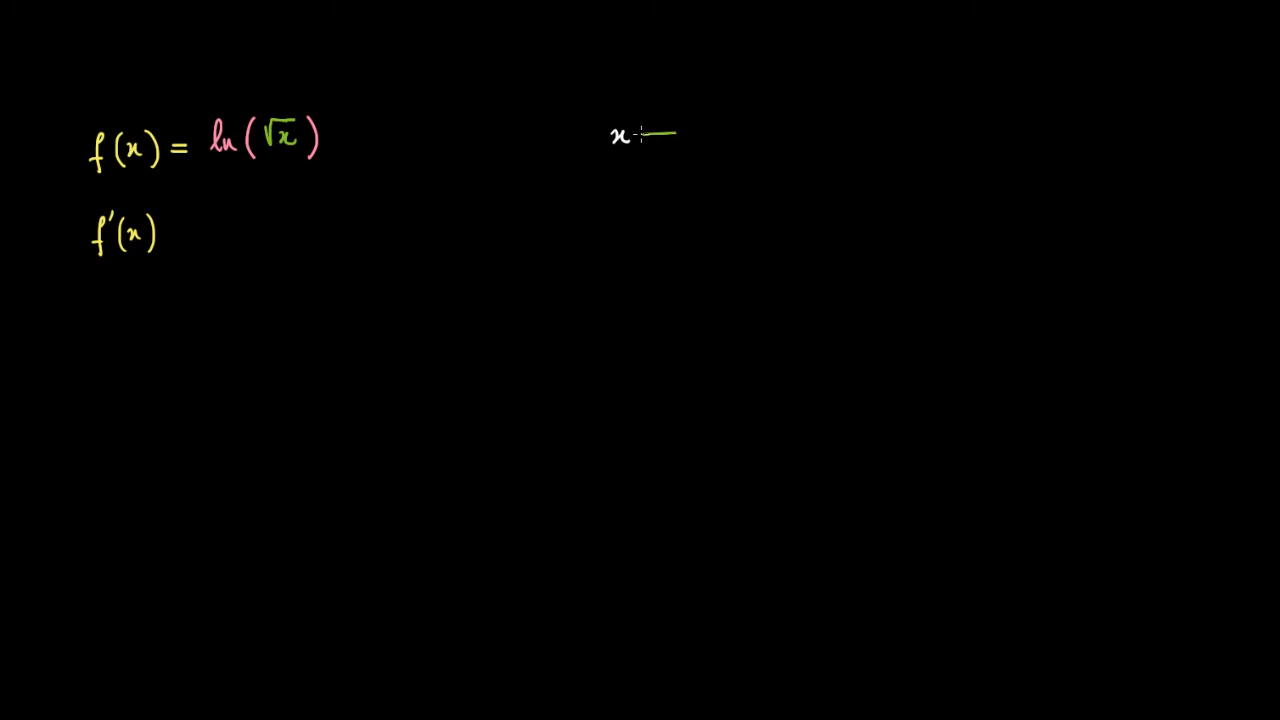 f(x) = ln(√x)
x —
f'(x)